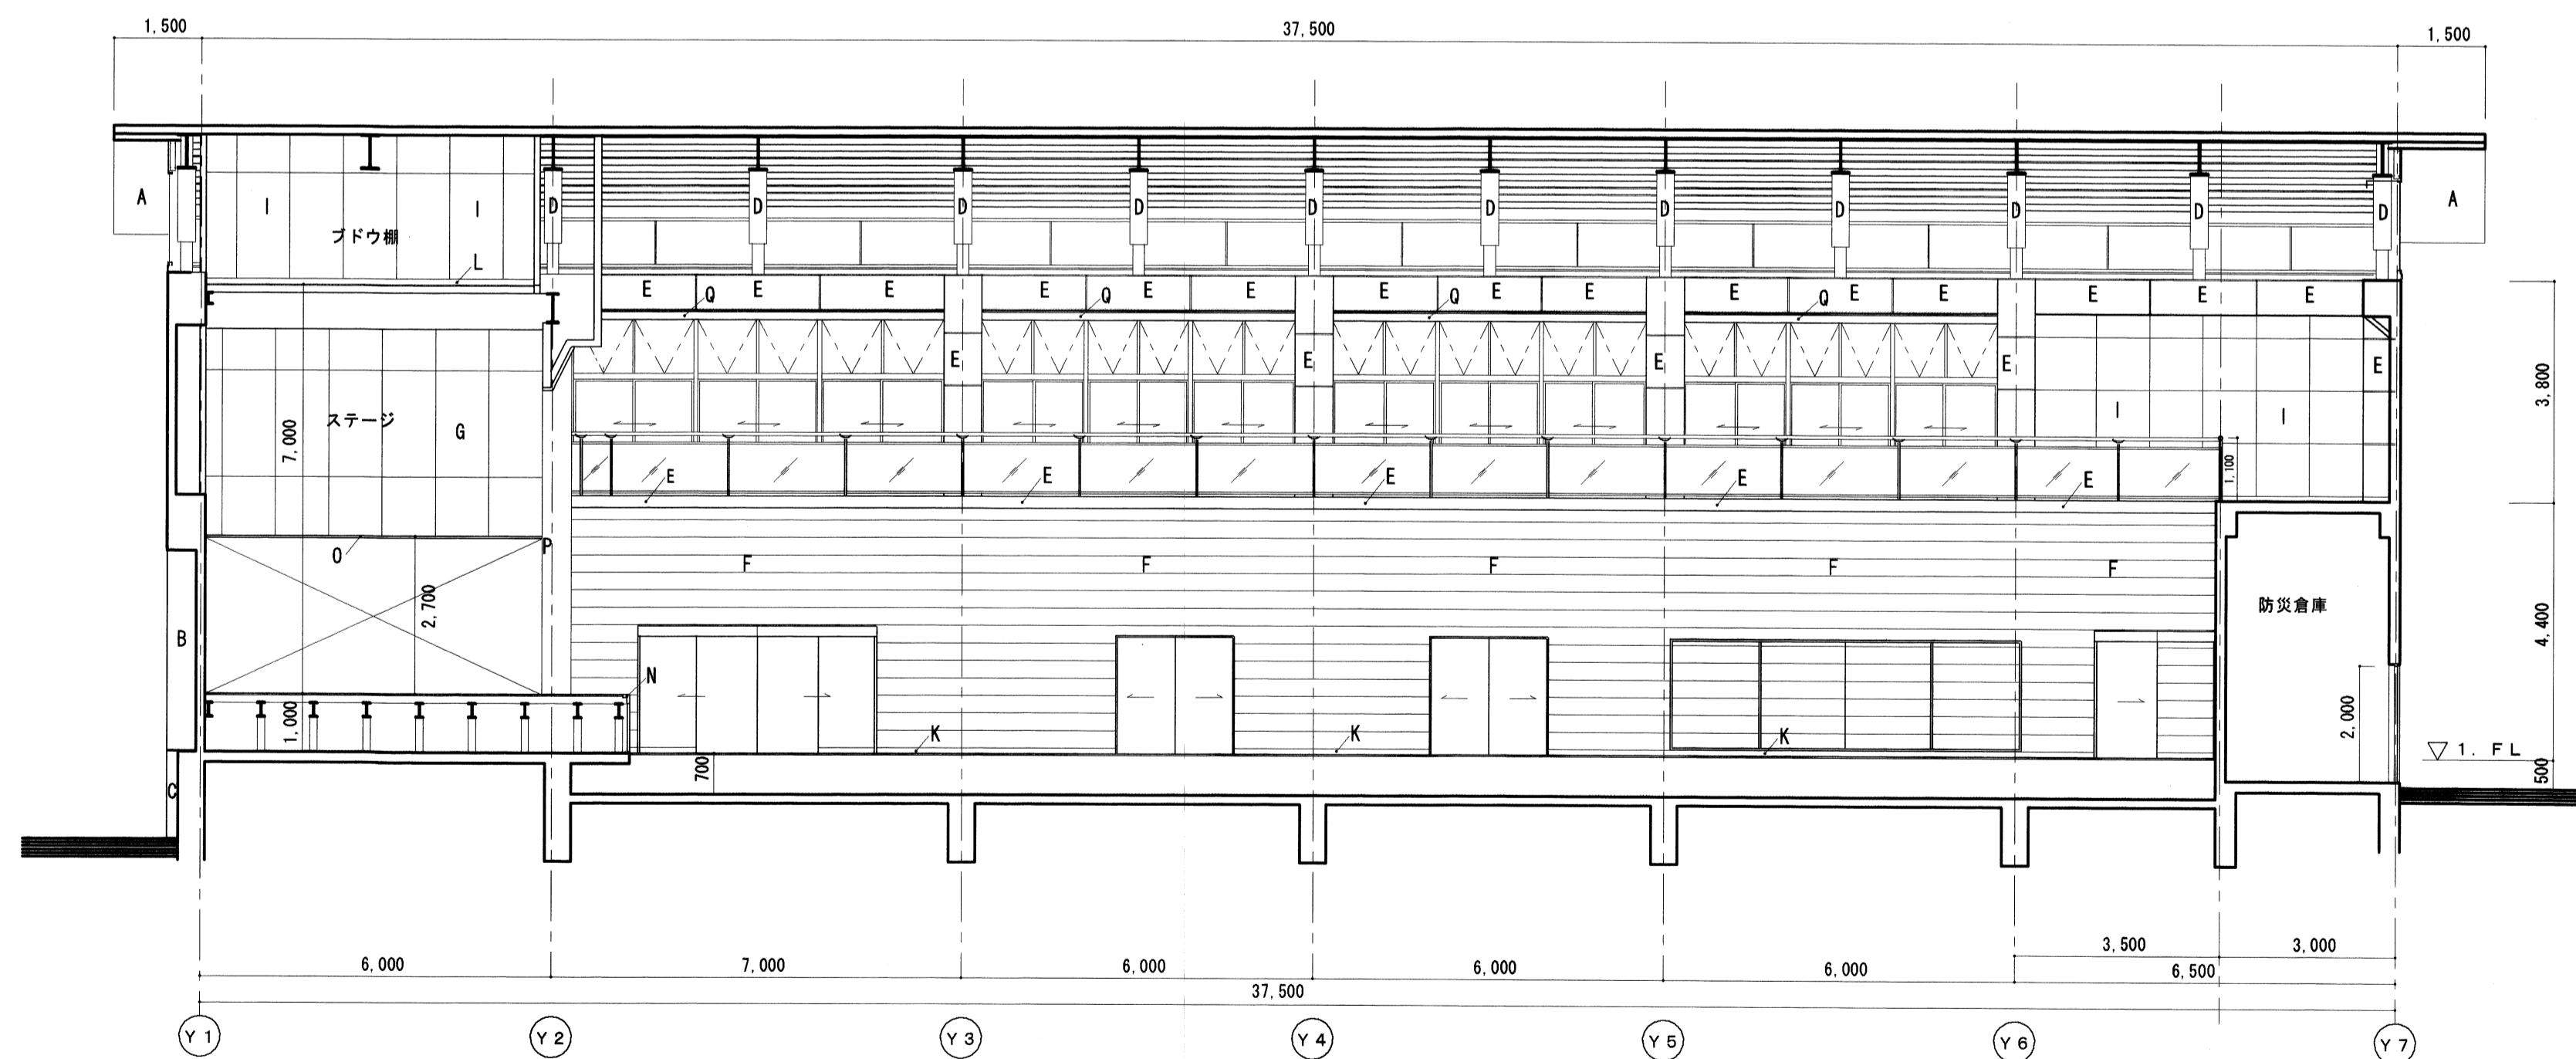 1,500 37,500 1,500
A I I D D D D D D D D D D D A
ブドウ棚
L
E E E E E E E E E E E E E E E
Q Q Q Q
E E E E E
ステージ G I I
7,000 3,800
1,100
E E E E E
O P F F F F F
2,700 防災倉庫 4,400
B N
1,000 K K K 2,000
700 1. FL
C 500
3,500 3,000
6,000 7,000 6,000 6,000 6,000 6,500
37,500
Y1 Y2 Y3 Y4 Y5 Y6 Y7